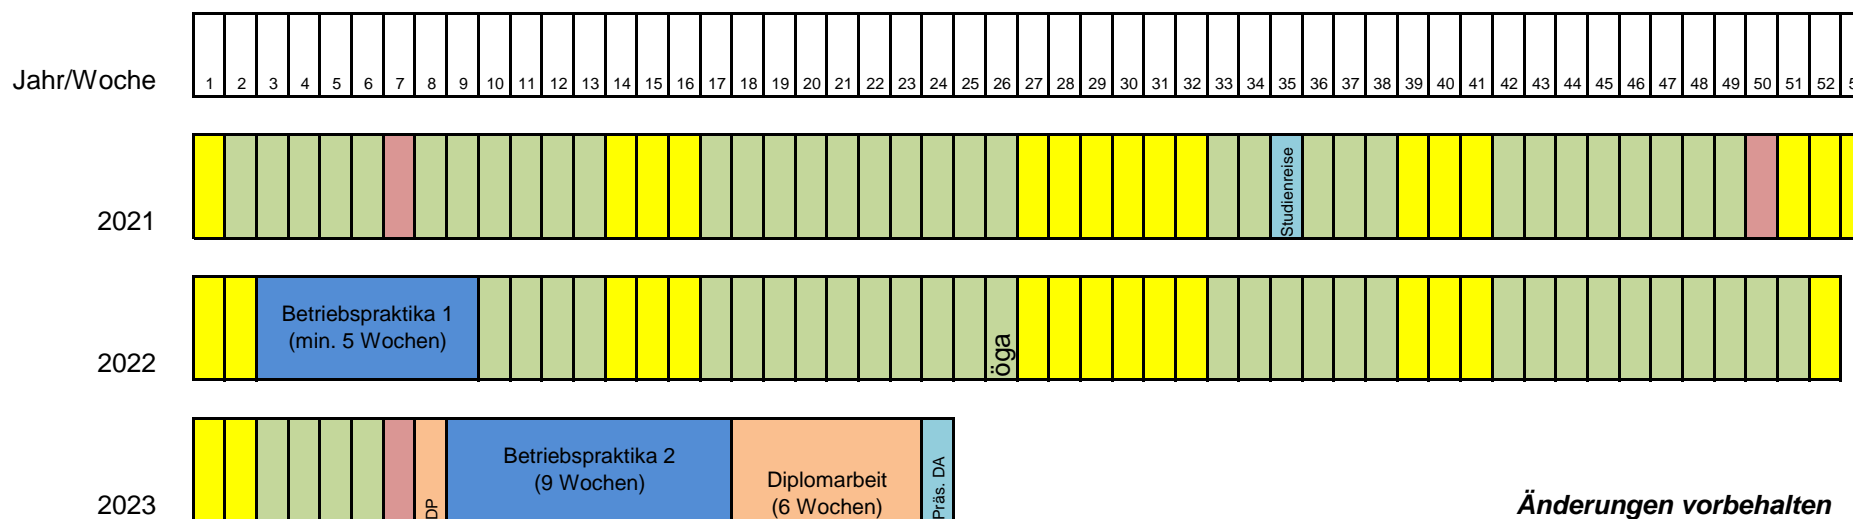 Jahr/Woche 1 2 3 4 5 6 7 8 9 10 11 12 13 14 15 16 17 18 19 20 21 22 23 24 25 26 27 28 29 30 31 32 33 34 35 36 37 38 39 40 41 42 43 44 45 46 47 48 49 50 51 52
2021
Studienreise
2022
Betriebspraktika 1
(min. 5 Wochen)
öga
2023
DP
Betriebspraktika 2
(9 Wochen)
Diplomarbeit
(6 Wochen)
Präs. DA
Änderungen vorbehalten